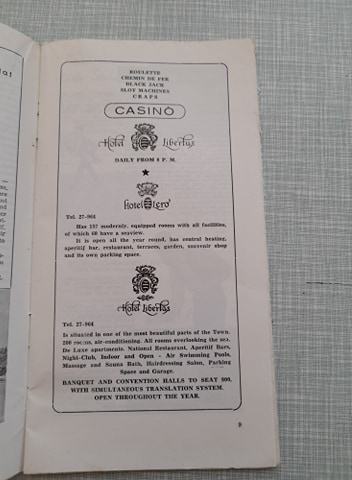 ROULETTE
CHEMIN DE FER
BLACK JACK
SLOT MACHINES
CRAPS
CASINO
Hotel Libertas
DAILY FROM 8 P. M.
hotel Lero
Tel. 27-964
Has 157 modernly, equipped rooms with all facilities,
of which 60 have a seaview.
It is open all the year round, has central heating,
aperitif bar, restaurant, terraces, garden, souvenir shop
and its own parking space.
Hotel Libertas
Tel. 27-964
Is situated in one of the most beautiful parts of the Town.
200 rooms, air-conditioning. All rooms overlooking the sea.
De Luxe apartments. National Restaurant, Aperitif Bars,
Night-Club, Indoor and Open - Air Swimming Pools,
Massage and Sauna Bath, Hairdressing Salon, Parking
Space and Garage.
BANQUET AND CONVENTION HALLS TO SEAT 800,
WITH SIMULTANEOUS TRANSLATION SYSTEM.
OPEN THROUGHOUT THE YEAR.
9